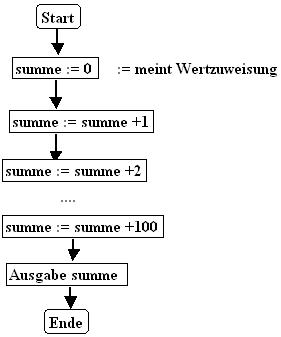 Start
summe := 0 := meint Wertzuweisung
summe := summe +1
summe := summe +2
....
summe := summe +100
Ausgabe summe
Ende